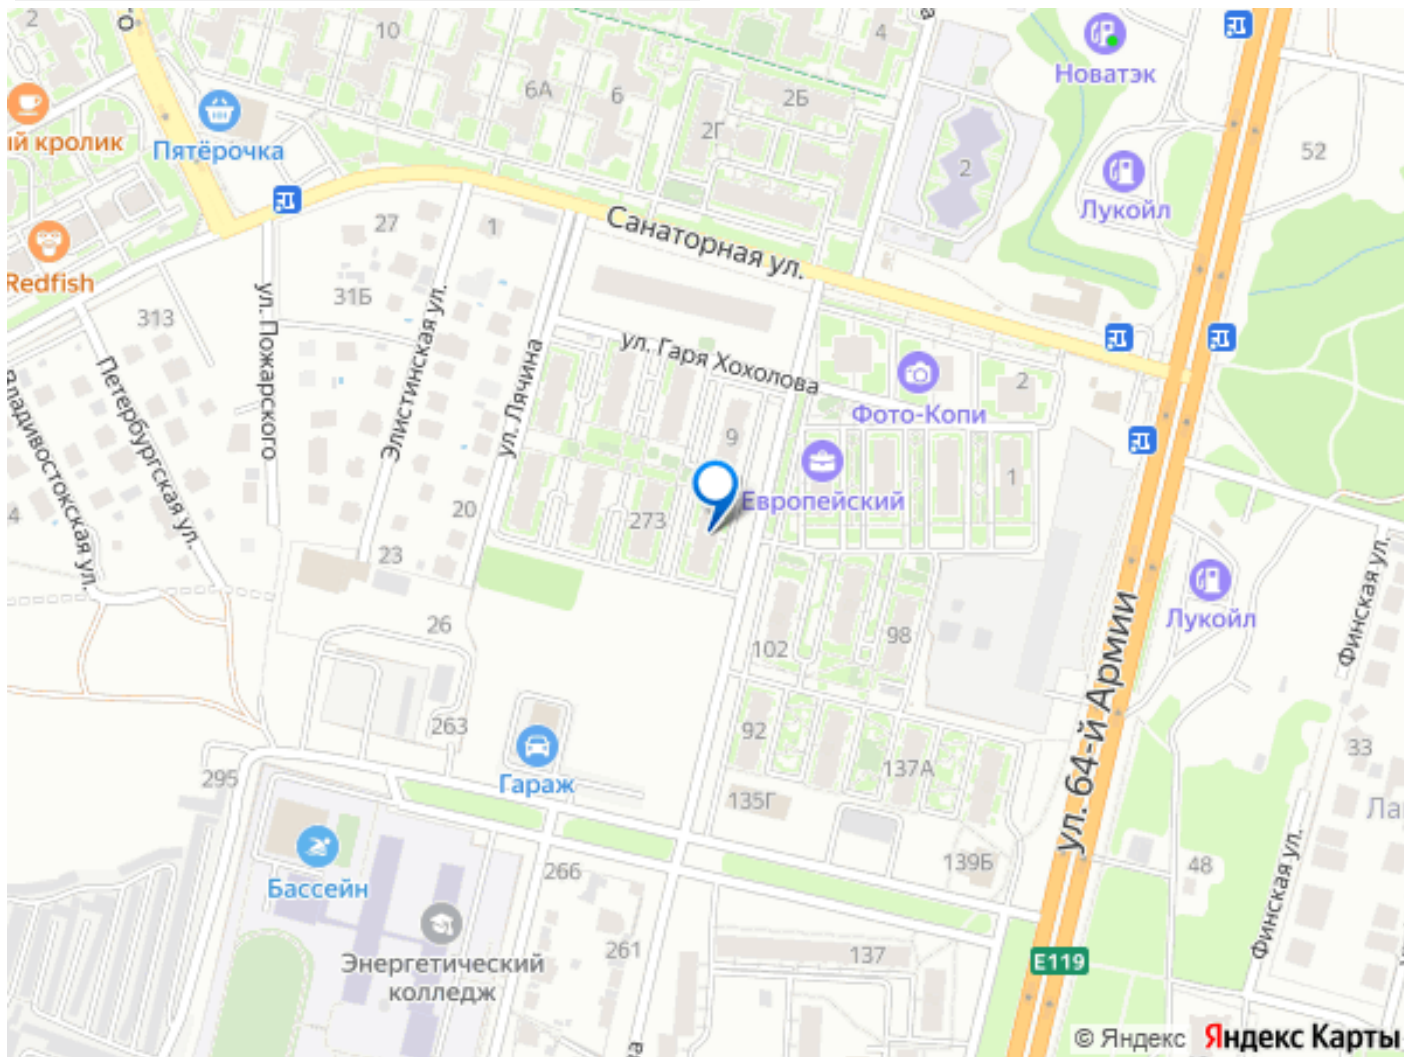 2
10
4
Новатэк
6А
6
2Б
2Г
52
ый кролик
Пятёрочка
2
Лукойл
27
1
Санаторная ул.
Redfish
31Б
313
ул. Пожарского
Элистинская ул.
ул. Лячина
ул. Гаря Хохолова
Фото-Копи
2
Владивостокская ул.
Петербургская ул.
9
Европейский
1
4
20
273
23
Лукойл
Финская ул.
26
102
98
ул. 64-й Армии
263
92
137А
33
295
Гараж
135Г
Ла
Бассейн
266
139Б
48
Финская ул.
Энергетический
колледж
261
137
E119
© Яндекс Яндекс Карты